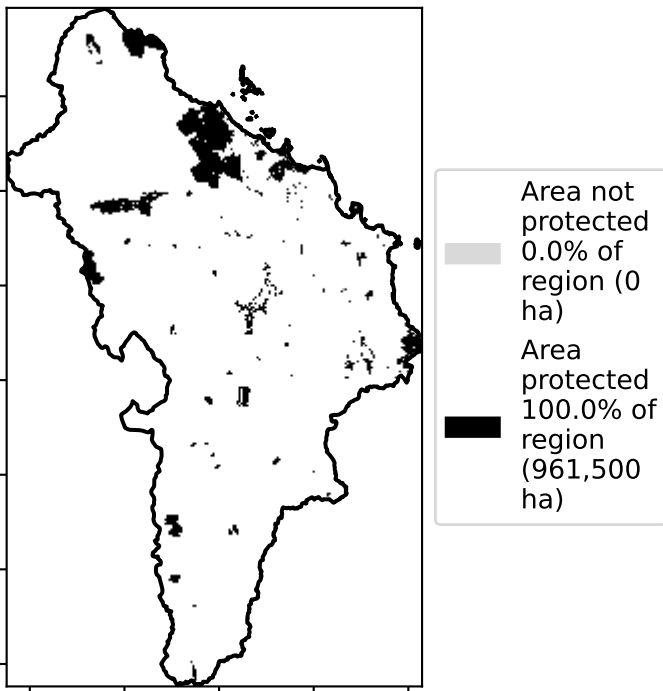 Area not
protected
0.0% of
region (0
ha)
Area
protected
100.0% of
region
(961,500
ha)